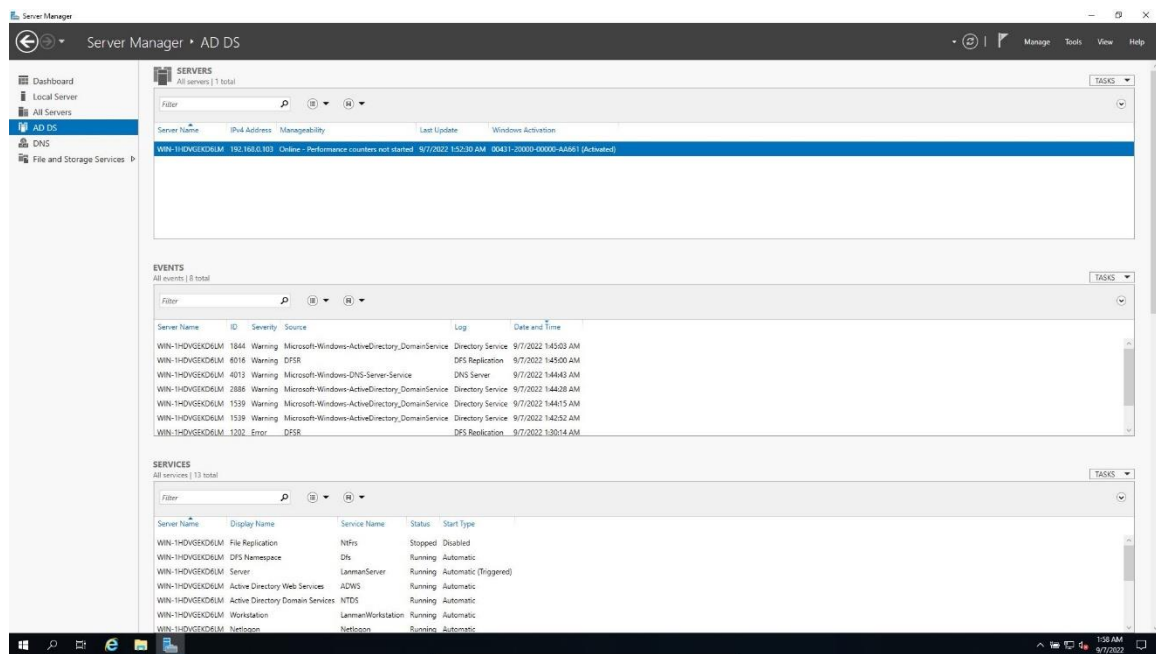 Server Manager
Server Manager ‣ AD DS
Manage Tools View Help
Dashboard
Local Server
All Servers
AD DS
DNS
File and Storage Services
SERVERS
All servers | 1 total
TASKS
Filter
Server Name IPv4 Address Manageability Last Update Windows Activation
WIN-1HDVGEKD6LM 192.168.0.103 Online - Performance counters not started 9/7/2022 1:52:30 AM 00431-20000-00000-AA661 (Activated)
EVENTS
All events | 8 total
TASKS
Filter
Server Name ID Severity Source Log Date and Time
WIN-1HDVGEKD6LM 1844 Warning Microsoft-Windows-ActiveDirectory_DomainService Directory Service 9/7/2022 1:45:03 AM
WIN-1HDVGEKD6LM 6016 Warning DFSR DFS Replication 9/7/2022 1:45:00 AM
WIN-1HDVGEKD6LM 4013 Warning Microsoft-Windows-DNS-Server-Service DNS Server 9/7/2022 1:44:43 AM
WIN-1HDVGEKD6LM 2886 Warning Microsoft-Windows-ActiveDirectory_DomainService Directory Service 9/7/2022 1:44:28 AM
WIN-1HDVGEKD6LM 1539 Warning Microsoft-Windows-ActiveDirectory_DomainService Directory Service 9/7/2022 1:44:15 AM
WIN-1HDVGEKD6LM 1539 Warning Microsoft-Windows-ActiveDirectory_DomainService Directory Service 9/7/2022 1:42:52 AM
WIN-1HDVGEKD6LM 1202 Error DFSR DFS Replication 9/7/2022 1:30:14 AM
SERVICES
All services | 13 total
TASKS
Filter
Server Name Display Name Service Name Status Start Type
WIN-1HDVGEKD6LM File Replication NtFrs Stopped Disabled
WIN-1HDVGEKD6LM DFS Namespace Dfs Running Automatic
WIN-1HDVGEKD6LM Server LanmanServer Running Automatic (Triggered)
WIN-1HDVGEKD6LM Active Directory Web Services ADWS Running Automatic
WIN-1HDVGEKD6LM Active Directory Domain Services NTDS Running Automatic
WIN-1HDVGEKD6LM Workstation LanmanWorkstation Running Automatic
WIN-1HDVGEKD6LM Netlogon Netlogon Running Automatic
1:58 AM
9/7/2022